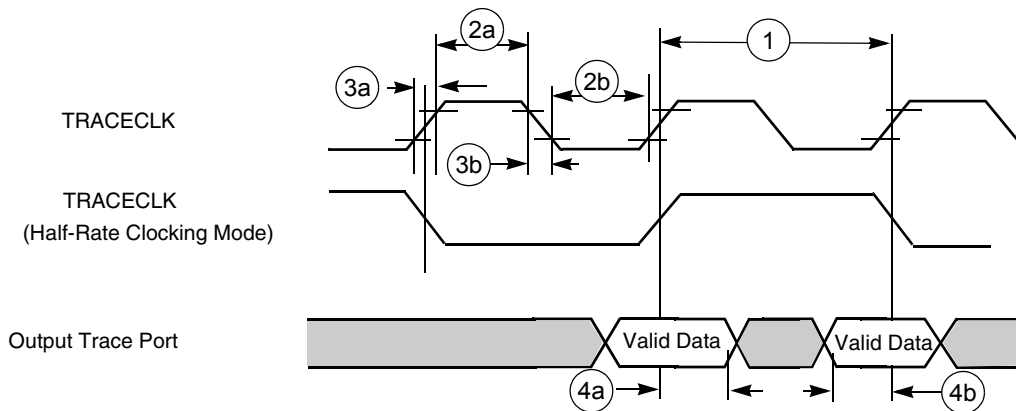 2a
1
3a
2b
TRACECLK
3b
TRACECLK
(Half-Rate Clocking Mode)
Output Trace Port
Valid Data
Valid Data
4a
4b